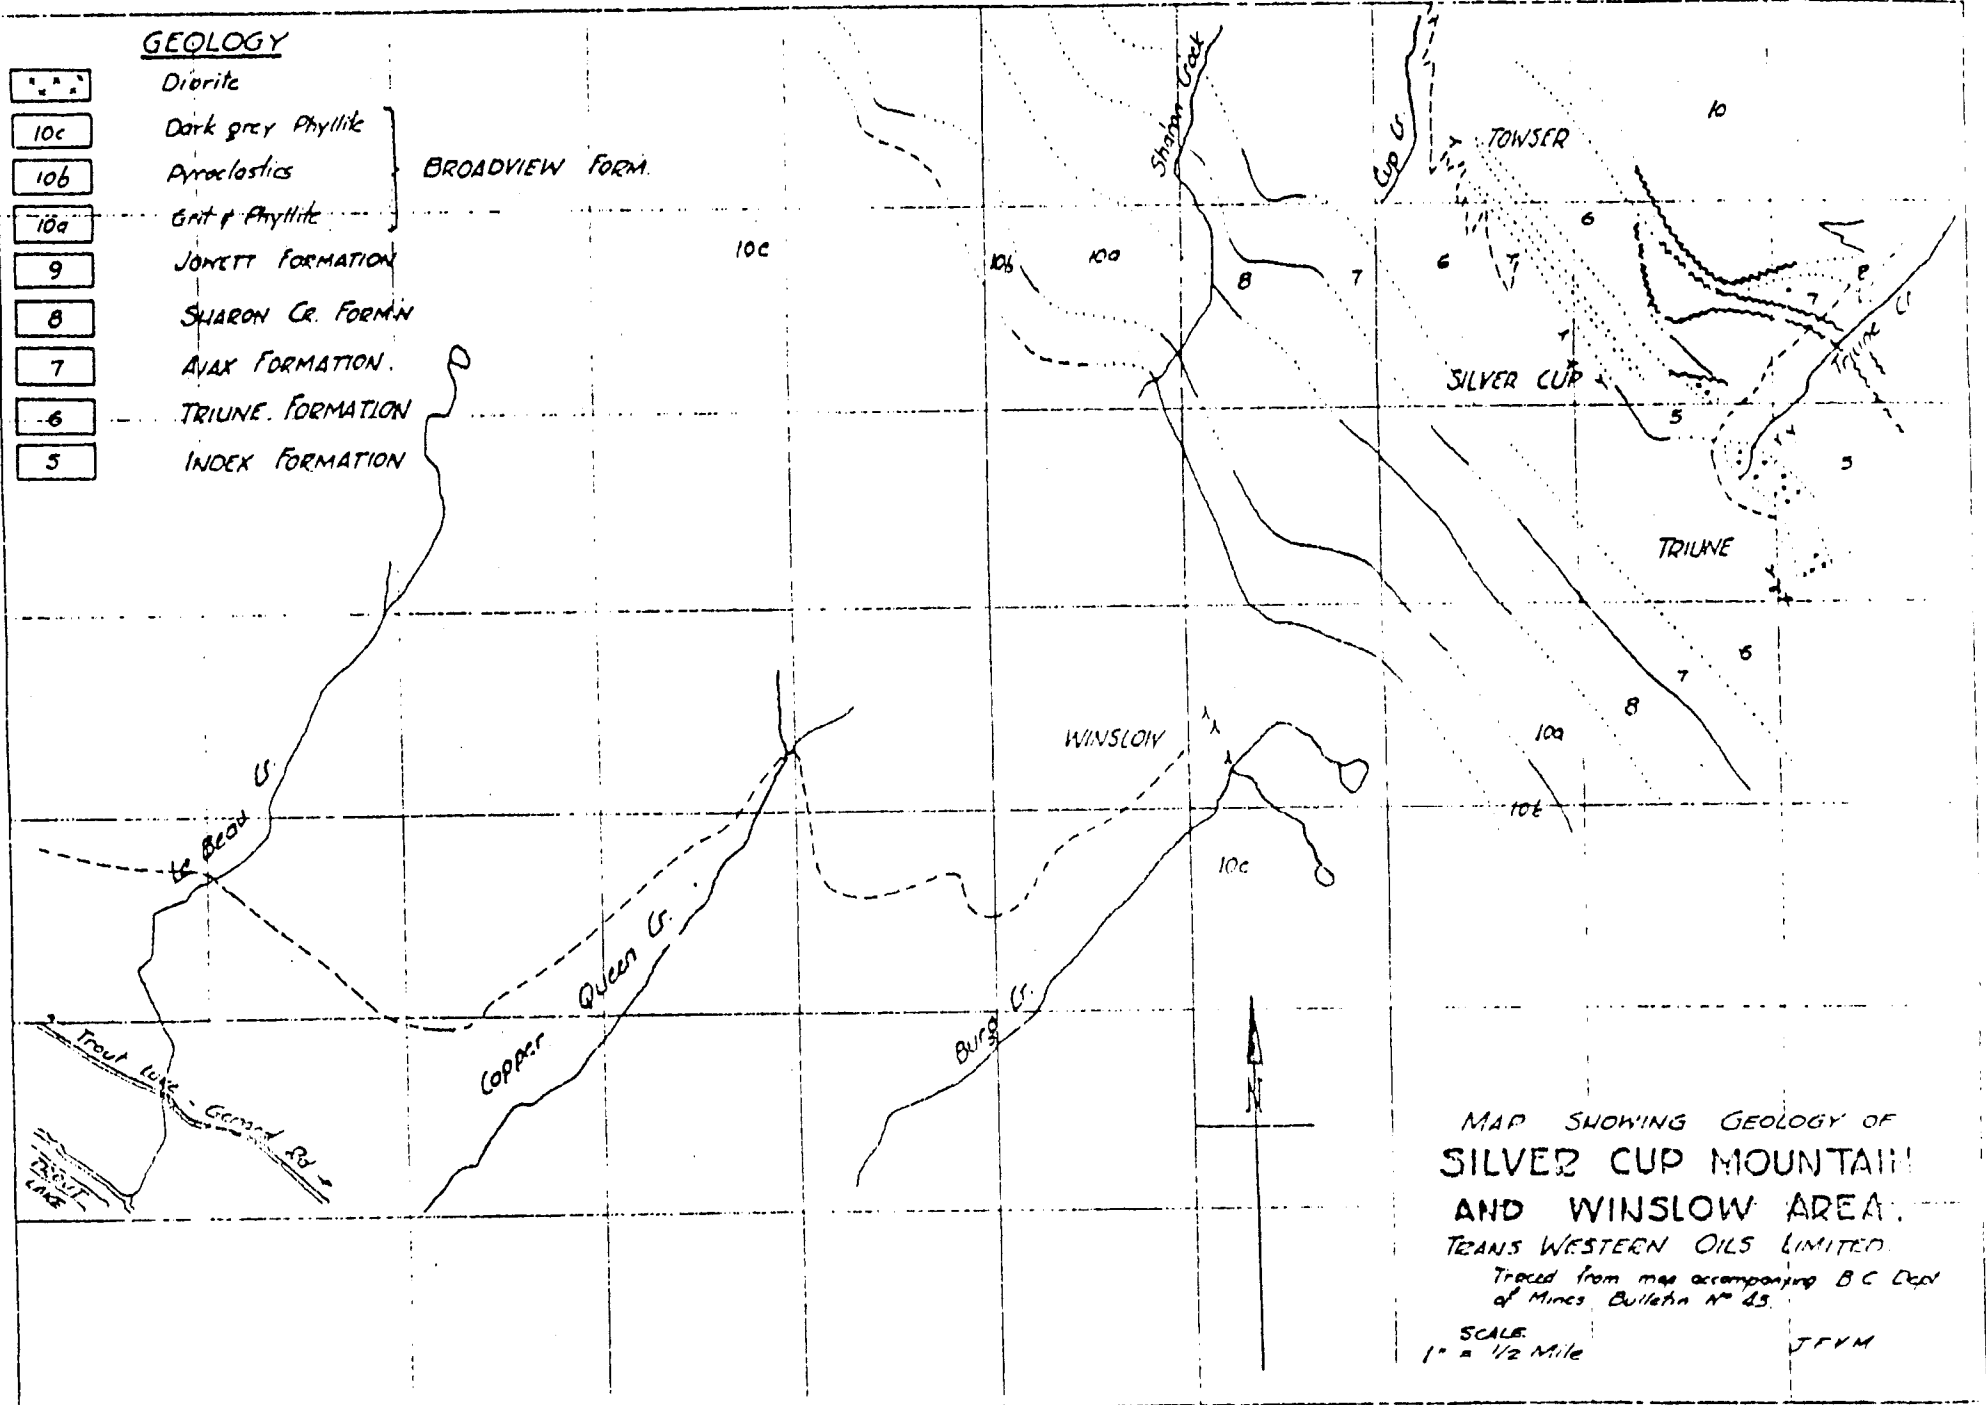 GEOLOGY
Diorite
10c Dark grey Phyllite
10b Pyroclastics
10a Grit & Phyllite
BROADVIEW FORM.
9 JOWETT FORMATION
8 SHARON CR. FORM'N
7 AJAX FORMATION.
6 TRIUNE. FORMATION
5 INDEX FORMATION
Sharon Creek
Cup Cr.
TOWSER
10
6
10c
10b
10a
8
7
6
8
7
SILVER CUP
5
5
Triune Cr
TRIUNE
6
7
8
10a
10b
WINSLOW
10c
Le Beau Cr.
Copper Queen Cr.
Burg Cr.
Trout Lake - Gerrard Rd
TROUT
LAKE
N
MAP SHOWING GEOLOGY OF
SILVER CUP MOUNTAIN
AND WINSLOW AREA.
TRANS WESTERN OILS LIMITED.
Traced from map accompanying B C Dept
of Mines Bulletin Nº 45.
SCALE
1" = 1/2 Mile
JFVM